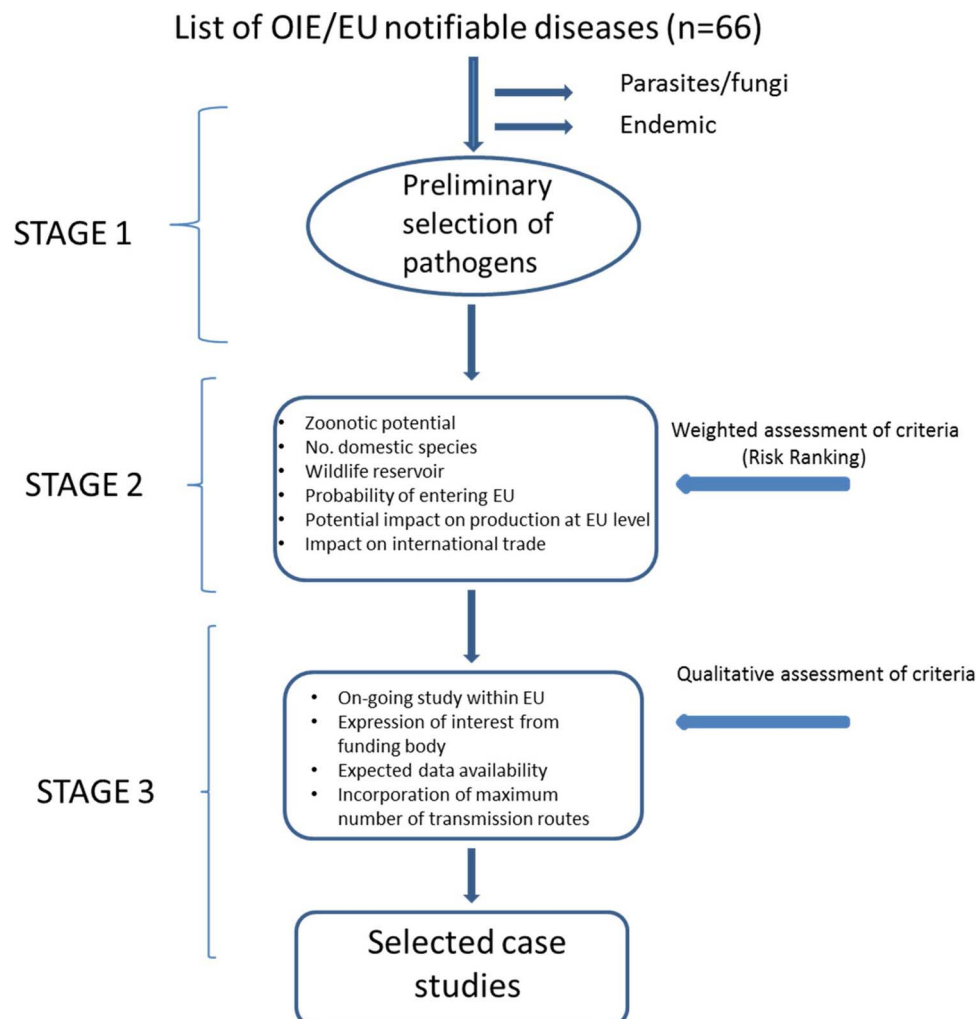 List of OIE/EU notifiable diseases (n=66)
Parasites/fungi
Endemic
STAGE 1
Preliminary
selection of
pathogens
STAGE 2
• Zoonotic potential
• No. domestic species
• Wildlife reservoir
• Probability of entering EU
• Potential impact on production at EU level
• Impact on international trade
Weighted assessment of criteria
(Risk Ranking)
STAGE 3
• On-going study within EU
• Expression of interest from
funding body
• Expected data availability
• Incorporation of maximum
number of transmission routes
Qualitative assessment of criteria
Selected case
studies